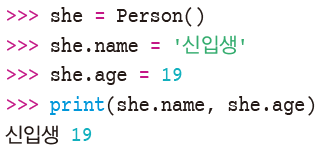 >>> she = Person()
>>> she.name = '신입생'
>>> she.age = 19
>>> print(she.name, she.age)
신입생 19